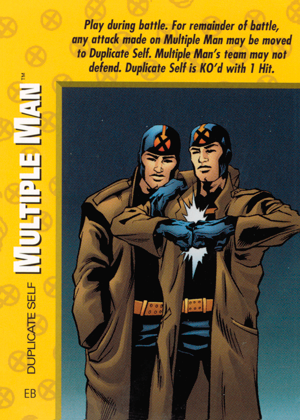 Play during battle. For remainder of battle,
any attack made on Multiple Man may be moved
to Duplicate Self. Multiple Man's team may not
defend. Duplicate Self is KO'd with 1 Hit.
MULTIPLE MAN™
DUPLICATE SELF
EB